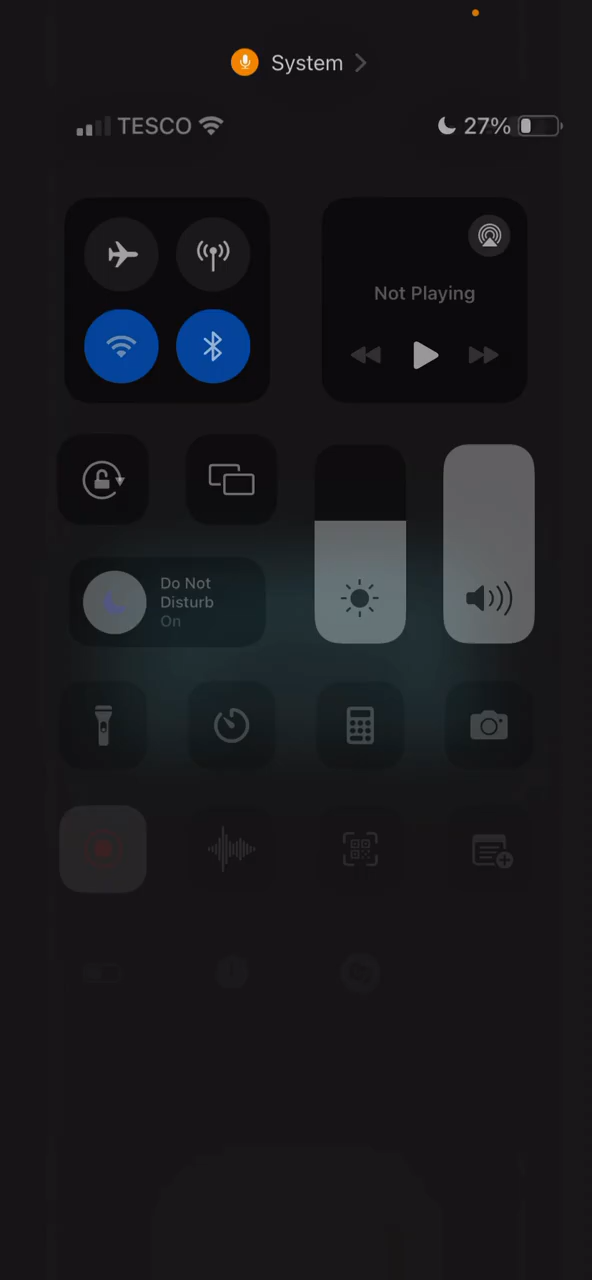 System
TESCO 27%
Not Playing
Do Not
Disturb
On